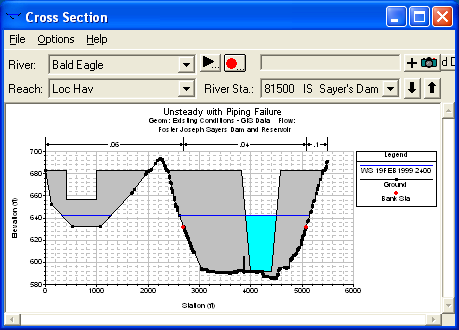 Cross Section
File Options Help
River: Bald Eagle
Reach: Loc Hav River Sta.: 81500 IS Sayer's Dam
Unsteady with Piping Failure
Geom: Existing Conditions - GIS Data Flow:
Foster Joseph Sayers Dam and Reservoir
.06 .04 .1
Legend
WS 19FEB1999 2400
Ground
Bank Sta
Elevation (ft)
700
680
660
640
620
600
580
0 1000 2000 3000 4000 5000 6000
Station (ft)